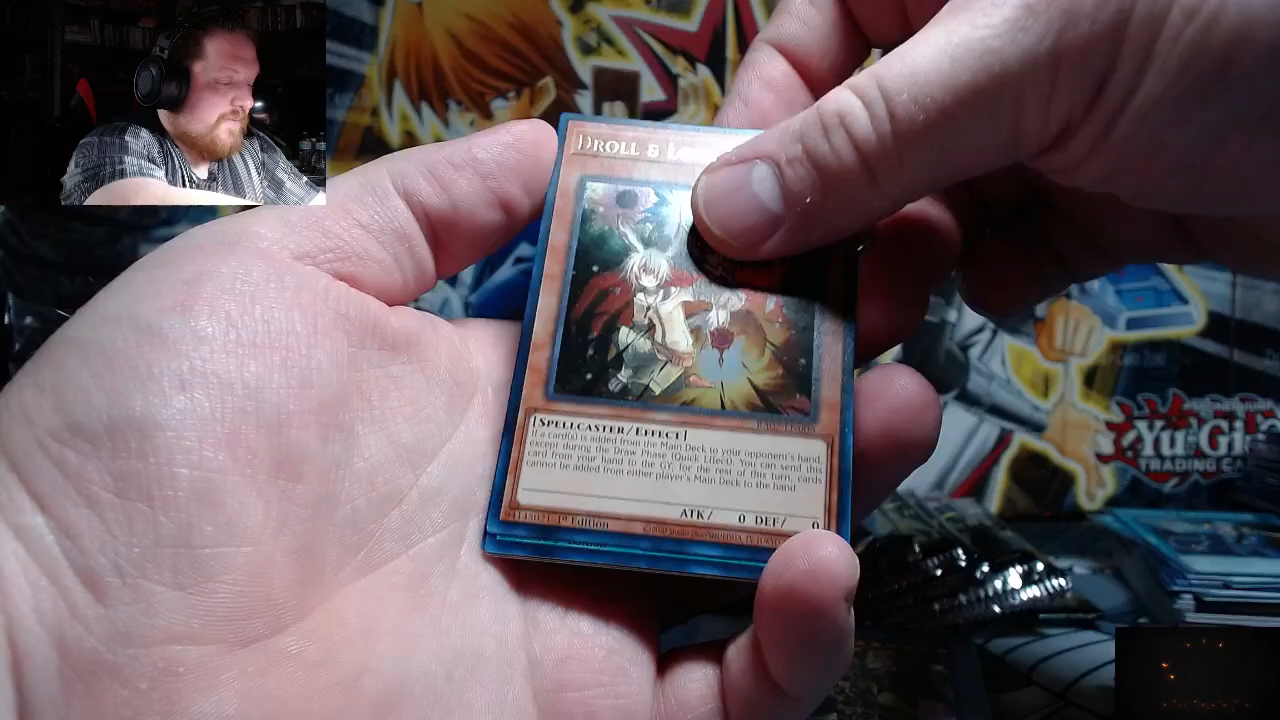 DROLL & LO
RA02-EN005
[SPELLCASTER/EFFECT]
If a card(s) is added from the Main Deck to your opponent's hand,
except during the Draw Phase (Quick Effect): You can send this
card from your hand to the GY; for the rest of this turn, cards
cannot be added from either player's Main Deck to the hand
ATK/ 0 DEF/ 0
94145021 1st Edition
Yu-Gi
TRADING CA